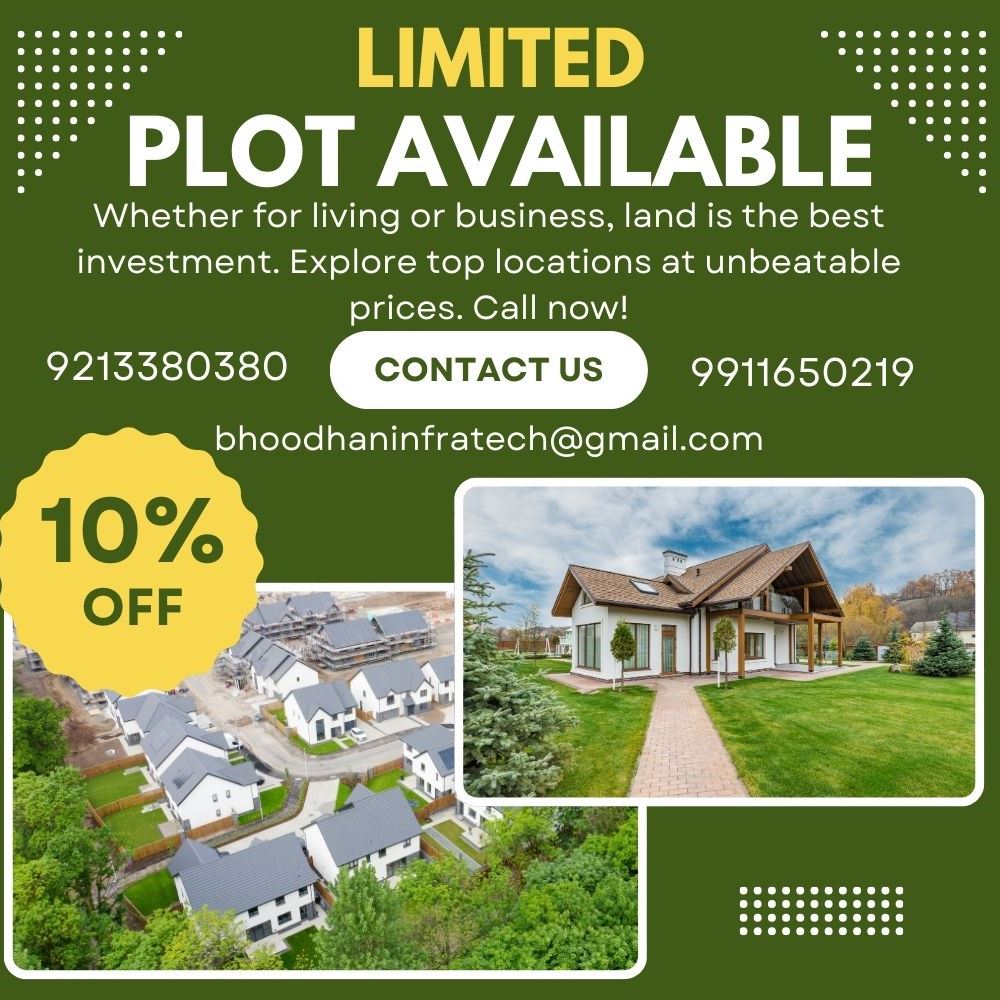 LIMITED
PLOT AVAILABLE
Whether for living or business, land is the best
investment. Explore top locations at unbeatable
prices. Call now!
9213380380
CONTACT US
9911650219
bhoodhaninfratech@gmail.com
10%
OFF